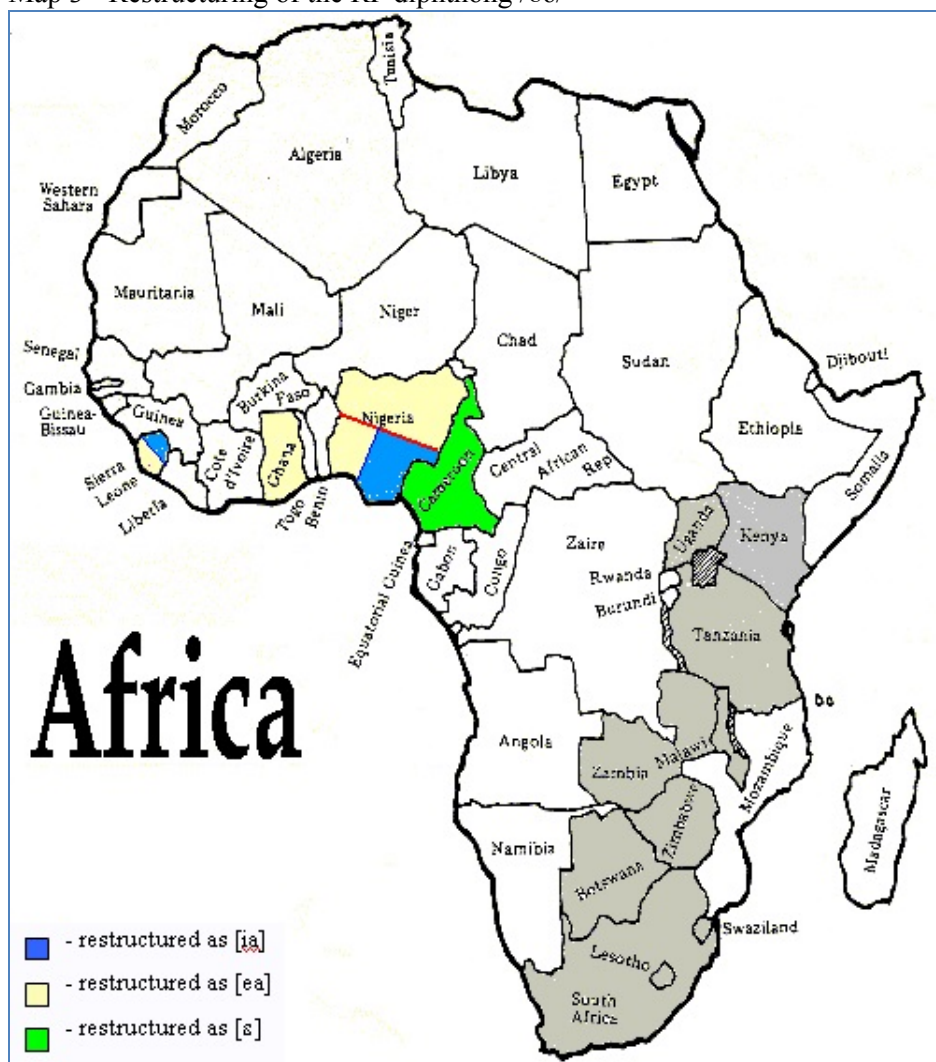 Map 3 - Restructuring of the RP diphthong
Tunisia
Morocco
Algeria
Libya
Egypt
Western
Sahara
Mauritania
Mali
Niger
Chad
Sudan
Senegal
Gambia
Guinea-
Bissau
Guinea
Burkina
Faso
Nigeria
Djibouti
Ethiopia
Somalia
Sierra
Leone
Liberia
Cote
d'Ivoire
Ghana
Togo
Benin
Cameroon
Central
African Rep
Equatorial Guinea
Gabon
Congo
Zaire
Uganda
Kenya
Rwanda
Burundi
Tanzania
Africa
Angola
Zambia
Malawi
Mozambique
Zimbabwe
Namibia
Botswana
Madagascar
Swaziland
Lesotho
South
Africa
- restructured as [ia]
- restructured as [ea]
- restructured as [ɛ]